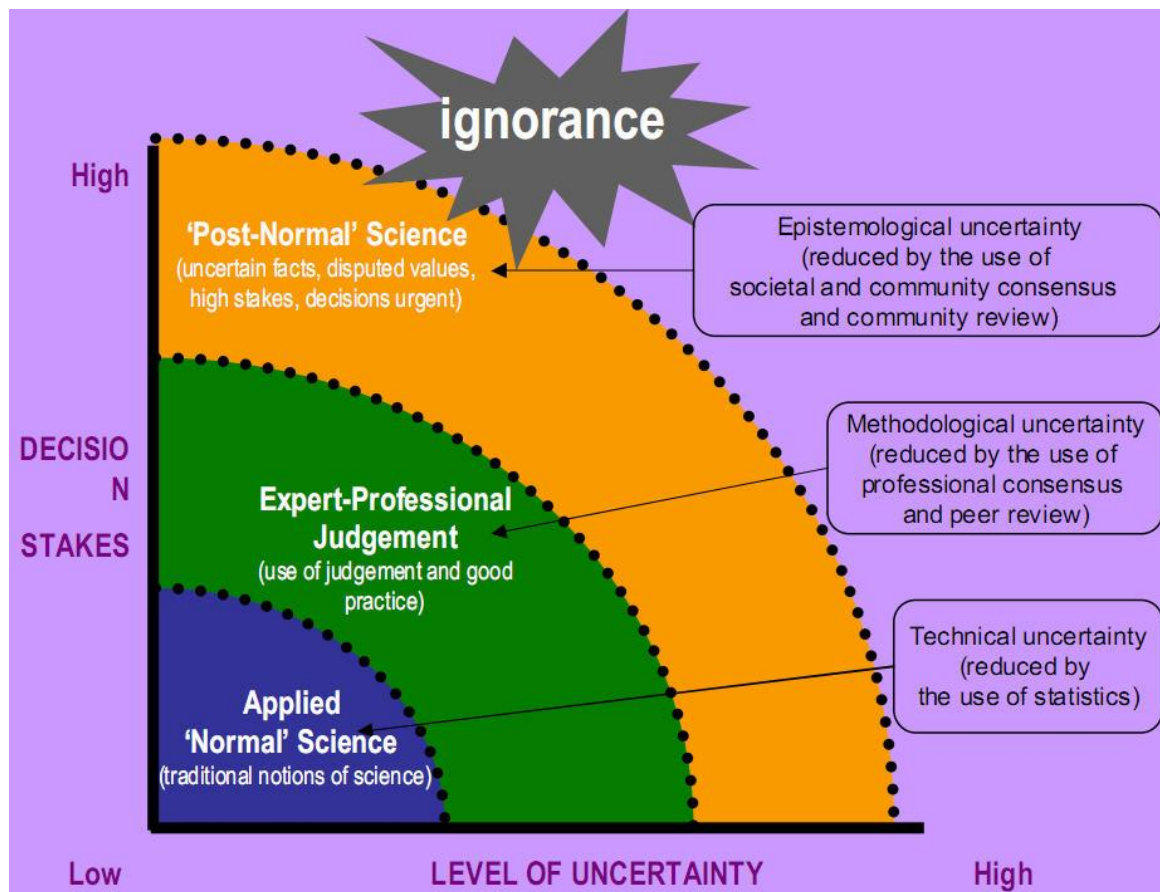 ignorance
High
'Post-Normal' Science
(uncertain facts, disputed values,
high stakes, decisions urgent)
Epistemological uncertainty
(reduced by the use of
societal and community consensus
and community review)
Methodological uncertainty
(reduced by the use of
professional consensus
and peer review)
DECISIO
N
STAKES
Expert-Professional
Judgement
(use of judgement and good
practice)
Technical uncertainty
(reduced by
the use of statistics)
Applied
'Normal' Science
(traditional notions of science)
Low
LEVEL OF UNCERTAINTY
High